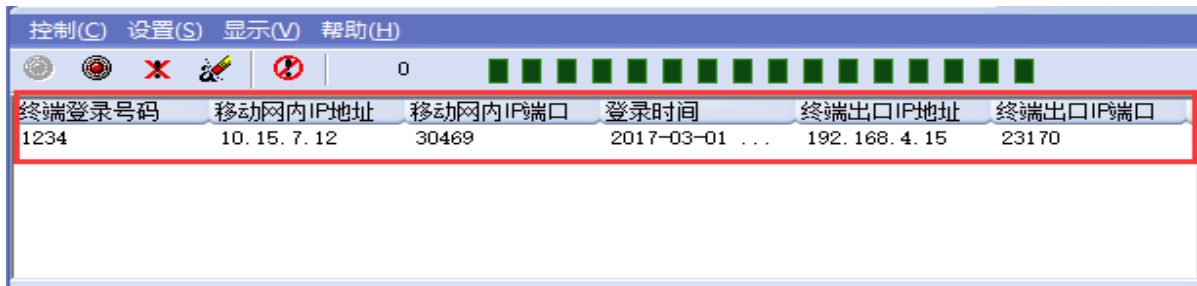 控制(C) 设置(S) 显示(V) 帮助(H)
0
终端登录号码 移动网内IP地址 移动网内IP端口 登录时间 终端出口IP地址 终端出口IP端口
1234 10.15.7.12 30469 2017-03-01 ... 192.168.4.15 23170